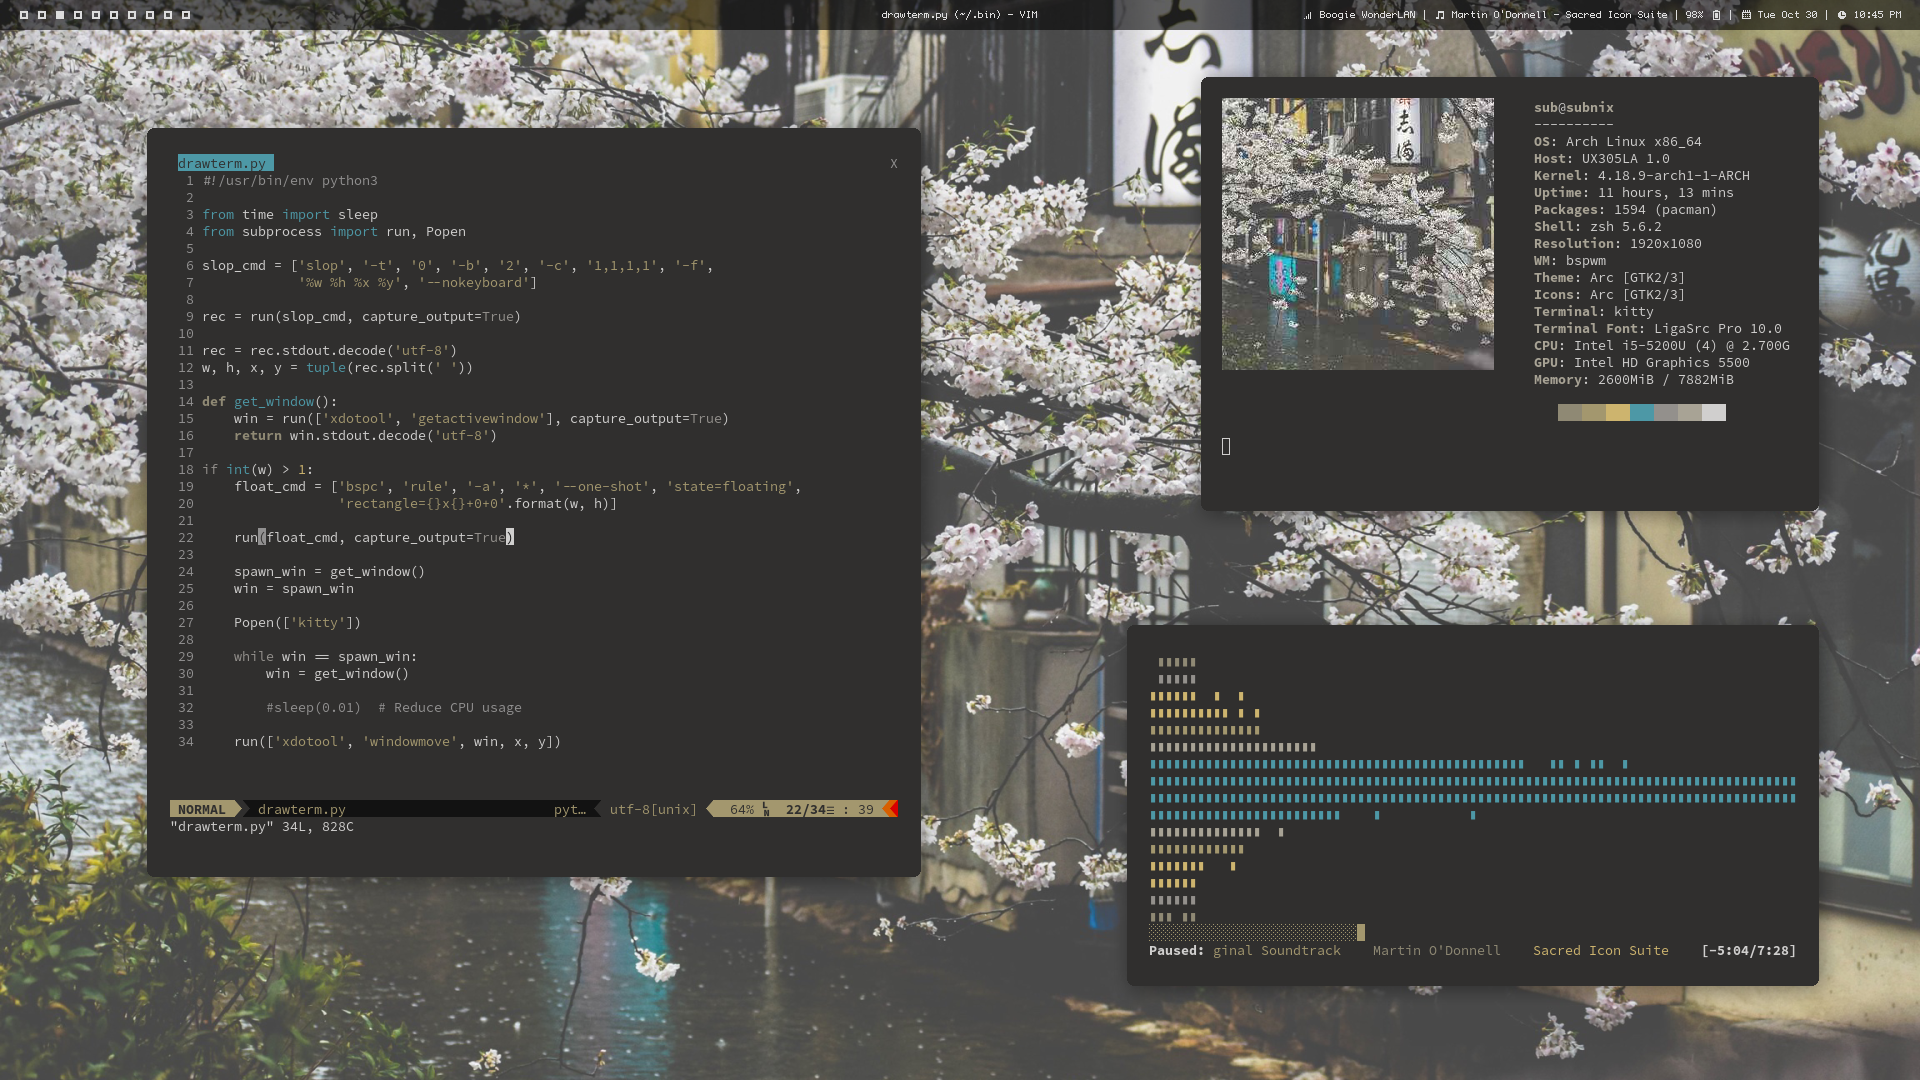 drawterm.py (~/.bin) - VIM
Boogie WonderLAN | Martin O'Donnell - Sacred Icon Suite | 98% | Tue Oct 30 | 10:45 PM
drawterm.py X
1 #!/usr/bin/env python3
2
3 from time import sleep
4 from subprocess import run, Popen
5
6 slop_cmd = ['slop', '-t', '0', '-b', '2', '-c', '1,1,1,1', '-f',
7 '%w %h %x %y', '--nokeyboard']
8
9 rec = run(slop_cmd, capture_output=True)
10
11 rec = rec.stdout.decode('utf-8')
12 w, h, x, y = tuple(rec.split(' '))
13
14 def get_window():
15 win = run(['xdotool', 'getactivewindow'], capture_output=True)
16 return win.stdout.decode('utf-8')
17
18 if int(w) > 1:
19 float_cmd = ['bspc', 'rule', '-a', '*', '--one-shot', 'state=floating',
20 'rectangle={}x{}+0+0'.format(w, h)]
21
22 run(float_cmd, capture_output=True)
23
24 spawn_win = get_window()
25 win = spawn_win
26
27 Popen(['kitty'])
28
29 while win == spawn_win:
30 win = get_window()
31
32 #sleep(0.01) # Reduce CPU usage
33
34 run(['xdotool', 'windowmove', win, x, y])
NORMAL drawterm.py pyt… utf-8[unix] 64% LN 22/34≡ : 39
"drawterm.py" 34L, 828C
sub@subnix
----------
OS: Arch Linux x86_64
Host: UX305LA 1.0
Kernel: 4.18.9-arch1-1-ARCH
Uptime: 11 hours, 13 mins
Packages: 1594 (pacman)
Shell: zsh 5.6.2
Resolution: 1920x1080
WM: bspwm
Theme: Arc [GTK2/3]
Icons: Arc [GTK2/3]
Terminal: kitty
Terminal Font: LigaSrc Pro 10.0
CPU: Intel i5-5200U (4) @ 2.700G
GPU: Intel HD Graphics 5500
Memory: 2600MiB / 7882MiB
Paused: ginal Soundtrack Martin O'Donnell Sacred Icon Suite [-5:04/7:28]